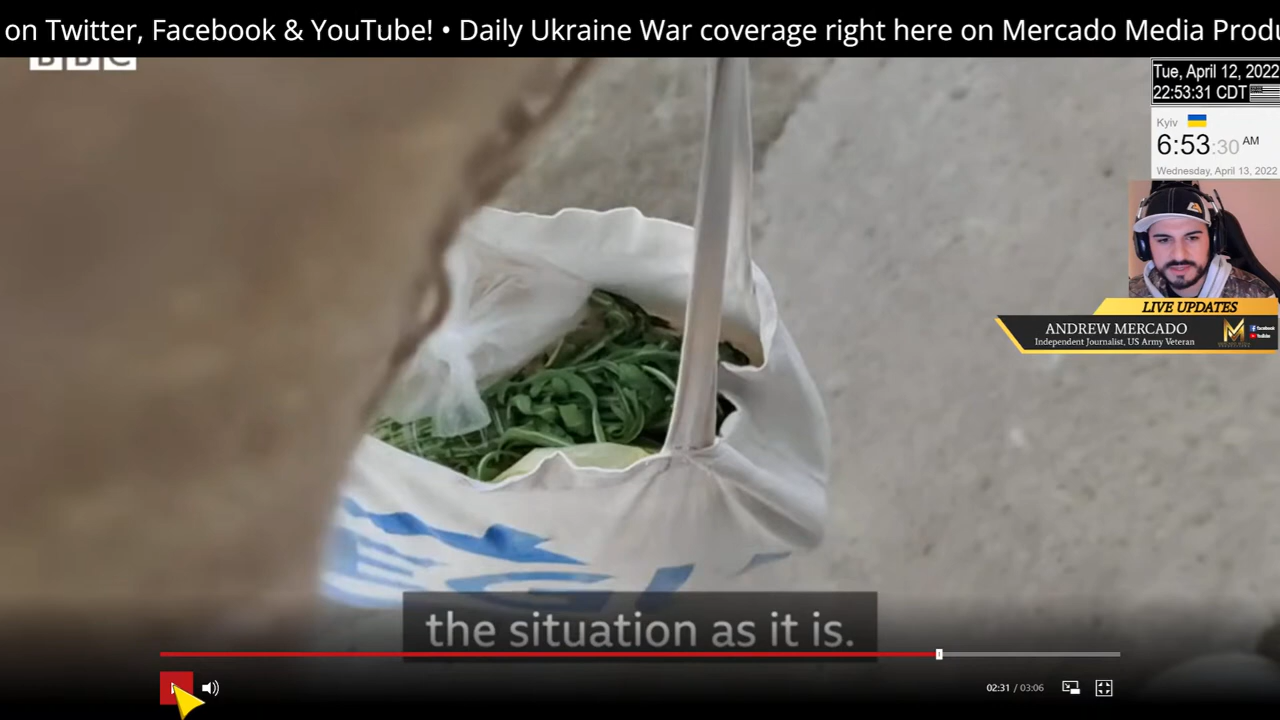 on Twitter, Facebook & YouTube! • Daily Ukraine War coverage right here on Mercado Media Produ
BBC
Tue, April 12, 2022
22:53:31 CDT
Kyiv
6:53:30 AM
Wednesday, April 13, 2022
LIVE UPDATES
ANDREW MERCADO
Independent Journalist, US Army Veteran
the situation as it is.
02:31 / 03:06